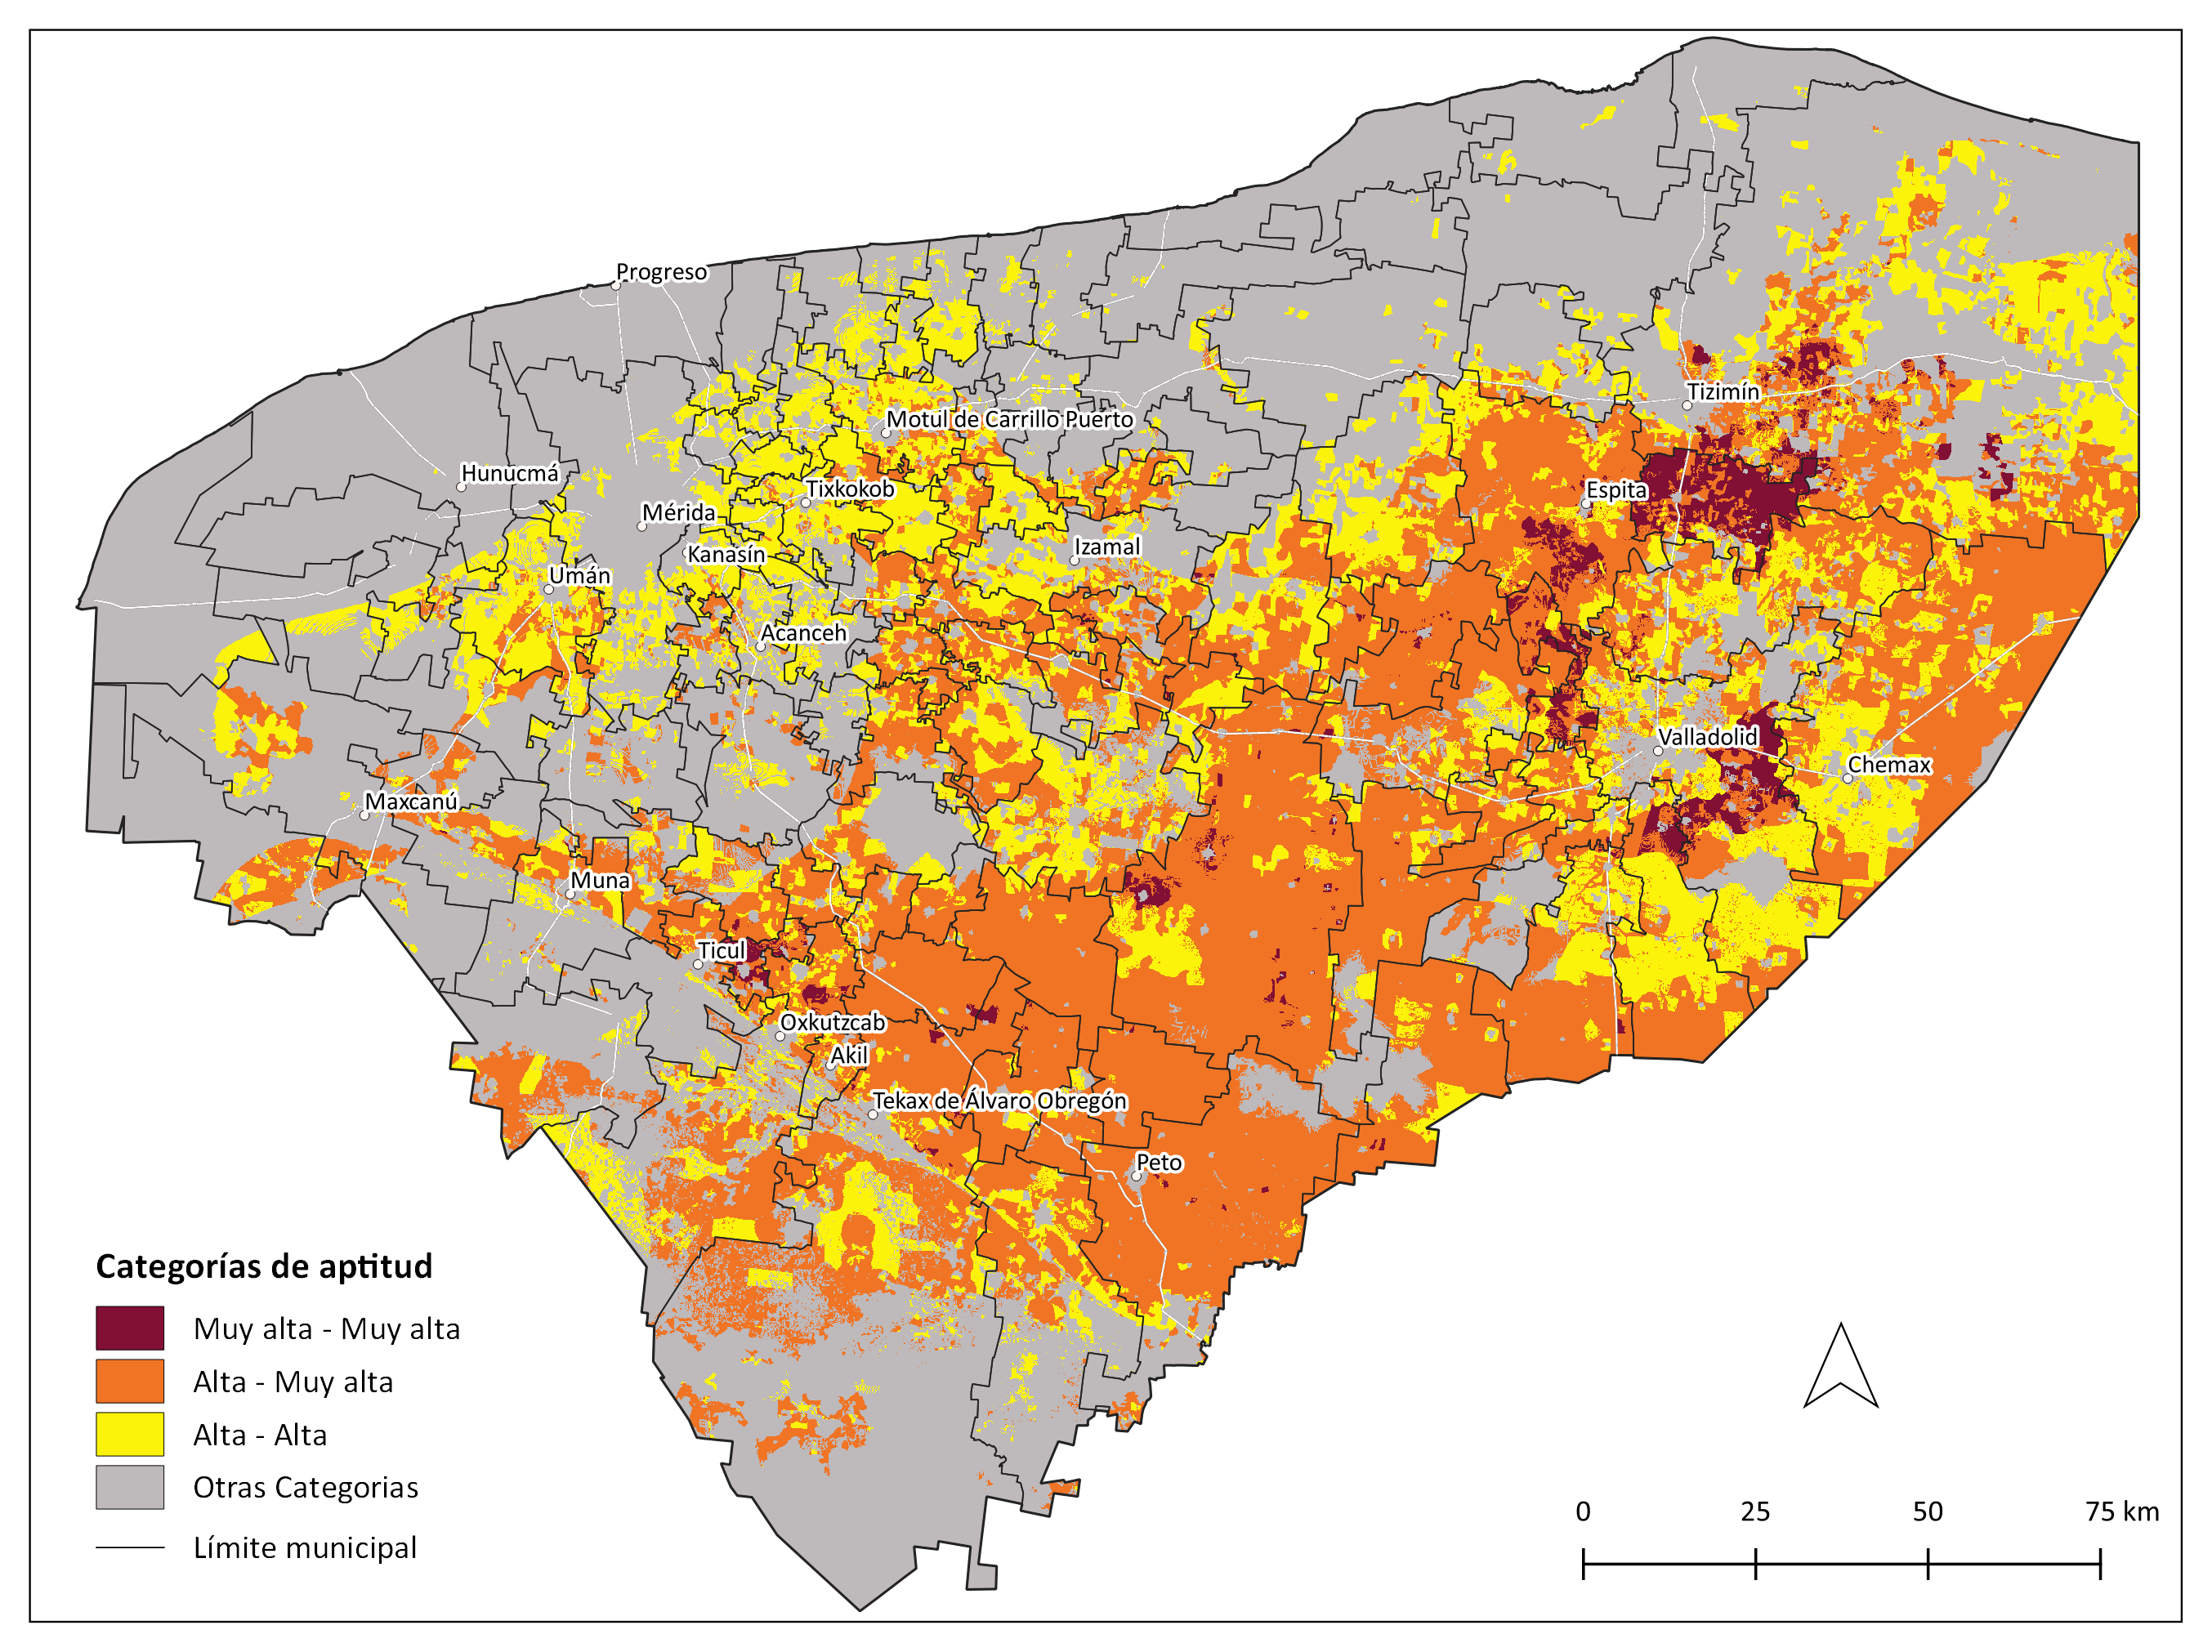 Progreso
Tizimín
Motul de Carrillo Puerto
Hunucmá
Tixkokob
Espita
Mérida
Kanasín
Izamal
Umán
Acanceh
Valladolid
Chemax
Maxcanú
Muna
Ticul
Oxkutzcab
Akil
Tekax de Álvaro Obregón
Peto
Categorías de aptitud
Muy alta - Muy alta
Alta - Muy alta
Alta - Alta
Otras Categorias
Límite municipal
0 25 50 75 km